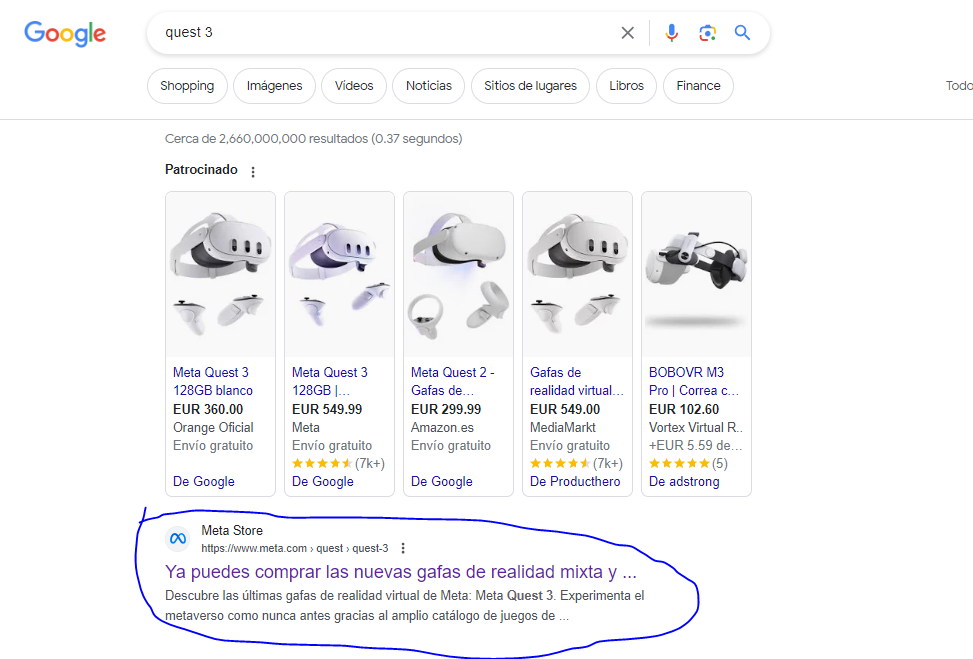 Google
quest 3
Shopping
Imágenes
Vídeos
Noticias
Sitios de lugares
Libros
Finance
Todo
Cerca de 2,660,000,000 resultados (0.37 segundos)
Patrocinado
Meta Quest 3
128GB blanco
EUR 360.00
Orange Oficial
Envío gratuito
De Google
Meta Quest 3
128GB |...
EUR 549.99
Meta
Envío gratuito
(7k+)
De Google
Meta Quest 2 -
Gafas de...
EUR 299.99
Amazon.es
Envío gratuito
De Google
Gafas de
realidad virtual...
EUR 549.00
MediaMarkt
Envío gratuito
(7k+)
De Producthero
BOBOVR M3
Pro | Correa c...
EUR 102.60
Vortex Virtual R..
+EUR 5.59 de...
(5)
De adstrong
Meta Store
https://www.meta.com › quest › quest-3
Ya puedes comprar las nuevas gafas de realidad mixta y ...
Descubre las últimas gafas de realidad virtual de Meta: Meta Quest 3. Experimenta el
metaverso como nunca antes gracias al amplio catálogo de juegos de ...